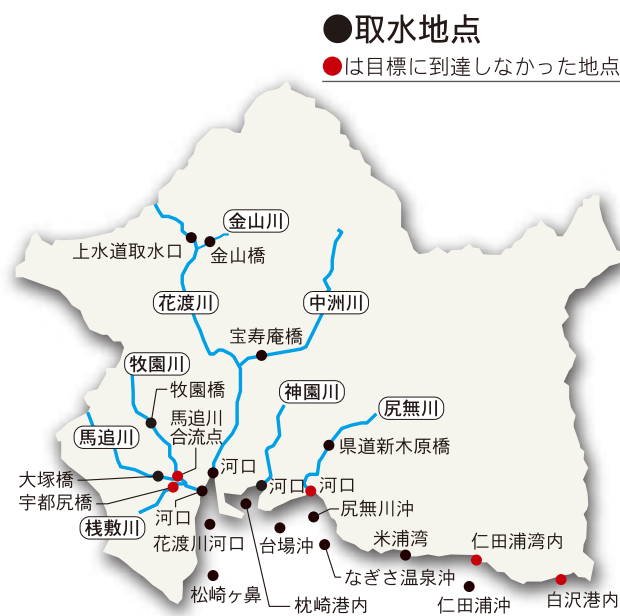 ●取水地点
●は目標に到達しなかった地点
金山川
上水道取水口
金山橋
花渡川
中洲川
宝寿庵橋
牧園川
牧園橋
神園川
尻無川
馬追川
合流点
馬追川
県道新木原橋
河口
大塚橋
宇都尻橋
河口
河口
河口
桟敷川
花渡川河口
台場沖
尻無川沖
米浦湾
仁田浦湾内
なぎさ温泉沖
松崎ヶ鼻
枕崎港内
仁田浦沖
白沢港内